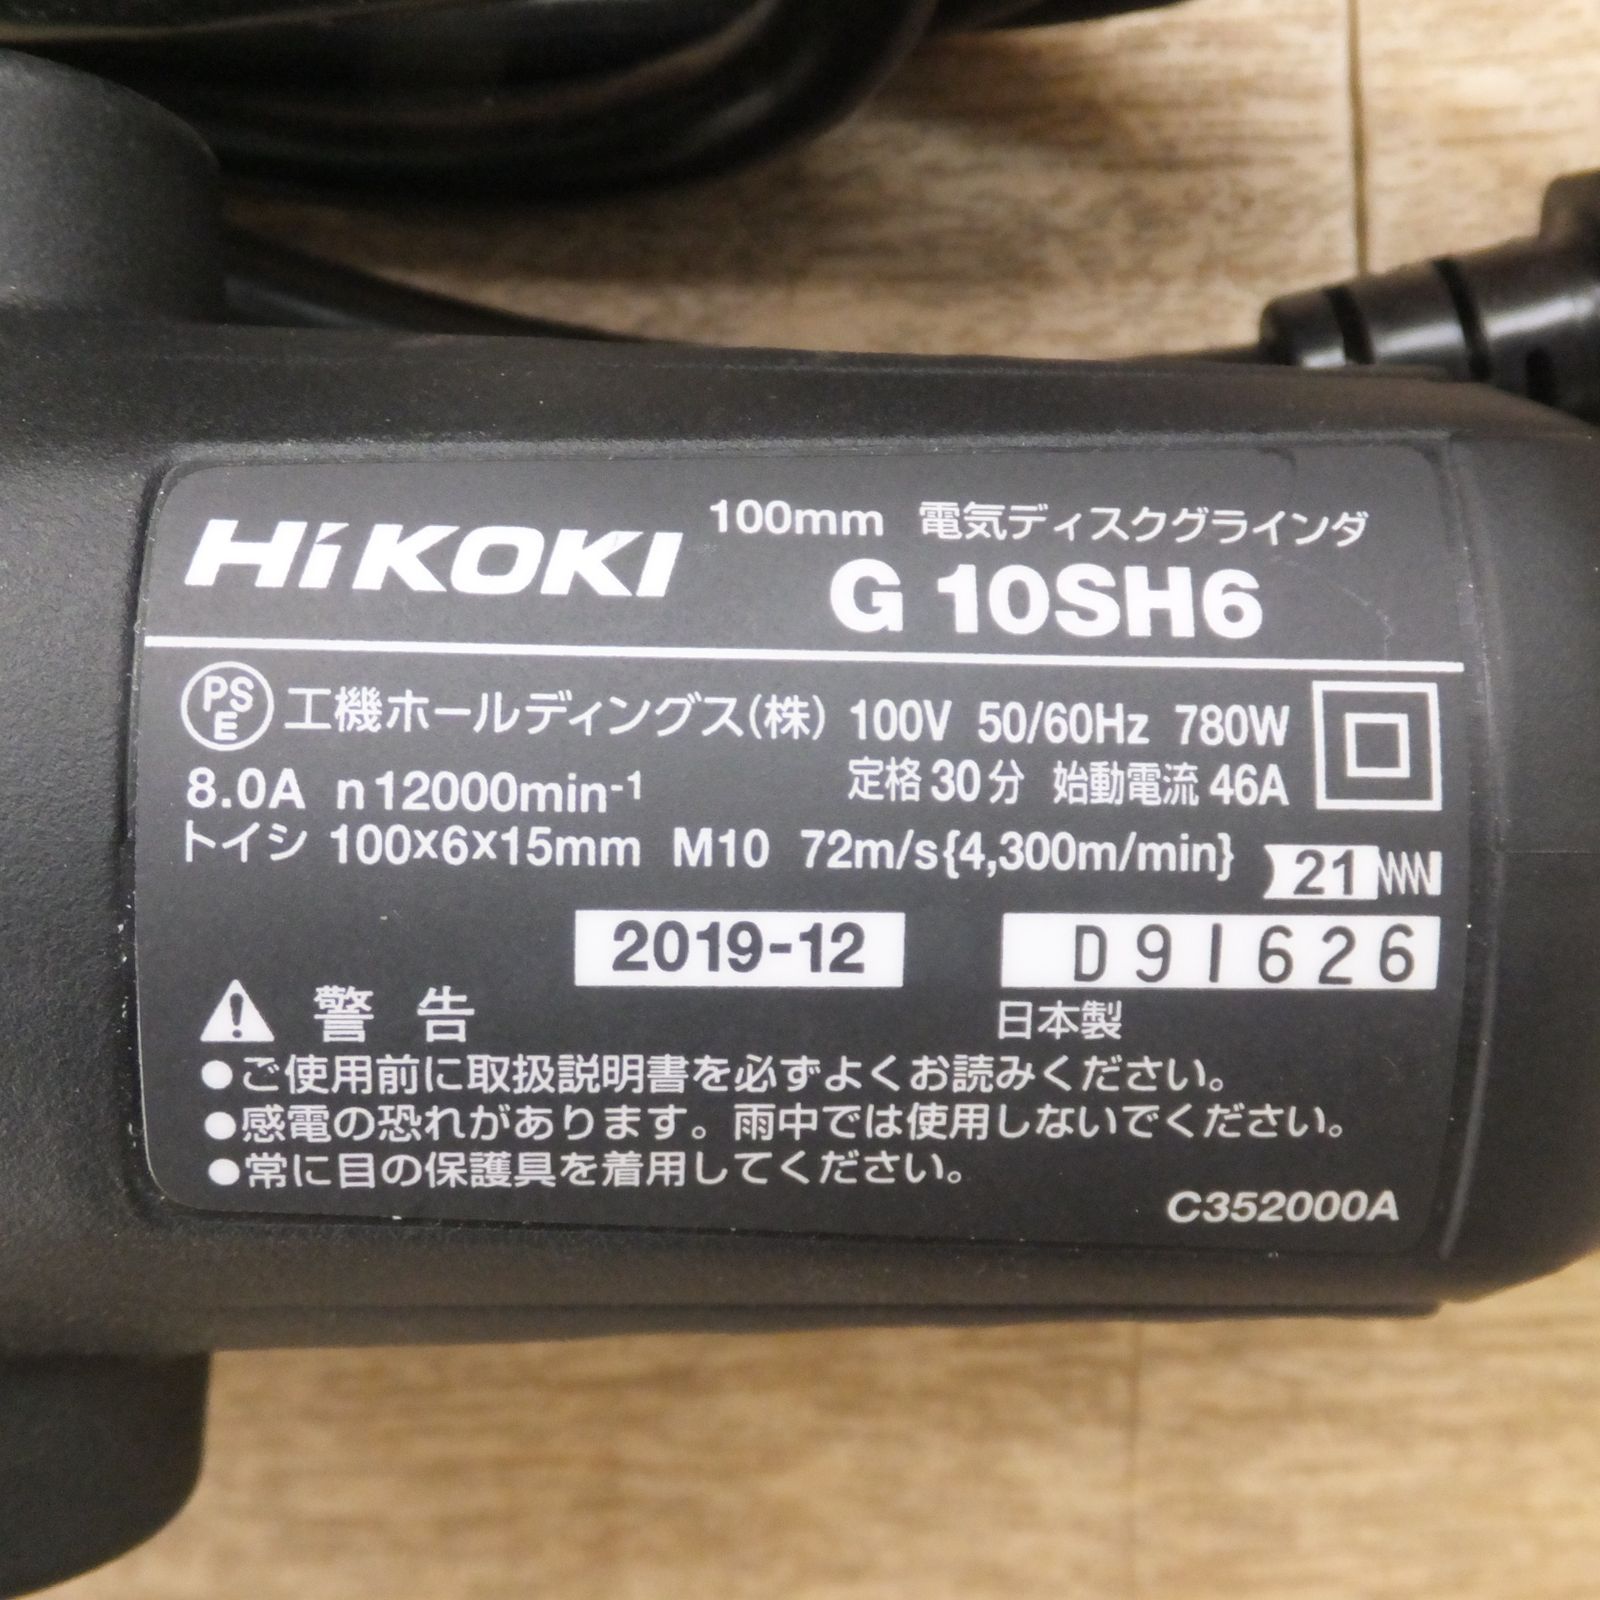 HiKOKI 100mm 電気ディスクグラインダ
G 10SH6
PS E 工機ホールディングス(株) 100V 50/60Hz 780W
8.0A n12000min-1 定格30分 始動電流46A
トイシ 100×6×15mm M10 72m/s{4,300m/min}
21
2019-12 D91626
警告 日本製
●ご使用前に取扱説明書を必ずよくお読みください。
●感電の恐れがあります。雨中では使用しないでください。
●常に目の保護具を着用してください。
C352000A